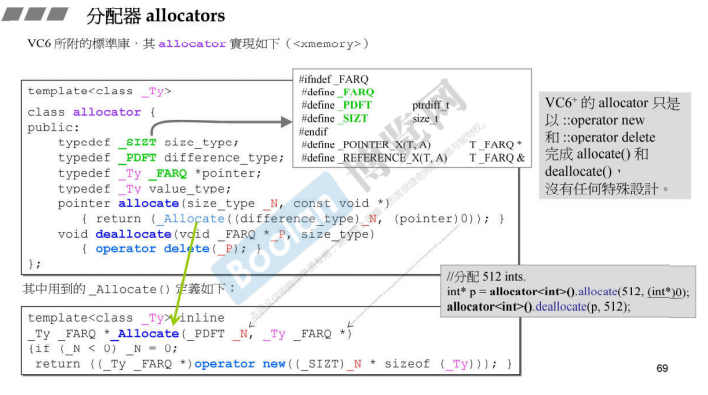 分配器 allocators
VC6 所附的標準庫，其 allocator 實現如下（<xmemory>）
template<class _Ty>
class allocator {
public:
typedef _SIZT size_type;
typedef _PDFT difference_type;
typedef _Ty _FARQ *pointer;
typedef _Ty value_type;
pointer allocate(size_type _N, const void *)
{ return (_Allocate((difference_type)_N, (pointer)0)); }
void deallocate(void _FARQ *_P, size_type)
{ operator delete(_P); }
};
#ifndef _FARQ
#define _FARQ
#define _PDFT ptrdiff_t
#define _SIZT size_t
#endif
#define _POINTER_X(T, A) T _FARQ *
#define _REFERENCE_X(T, A) T _FARQ &
VC6+ 的 allocator 只是
以 ::operator new
和 ::operator delete
完成 allocate() 和
deallocate()，
沒有任何特殊設計。
其中用到的 _Allocate() 定義如下：
//分配 512 ints.
int* p = allocator<int>().allocate(512, (int*)0);
allocator<int>().deallocate(p, 512);
template<class _Ty> inline
_Ty _FARQ *_Allocate(_PDFT _N, _Ty _FARQ *)
{if (_N < 0) _N = 0;
return ((_Ty _FARQ *)operator new((_SIZT)_N * sizeof (_Ty))); }
69
Boolan 博览网